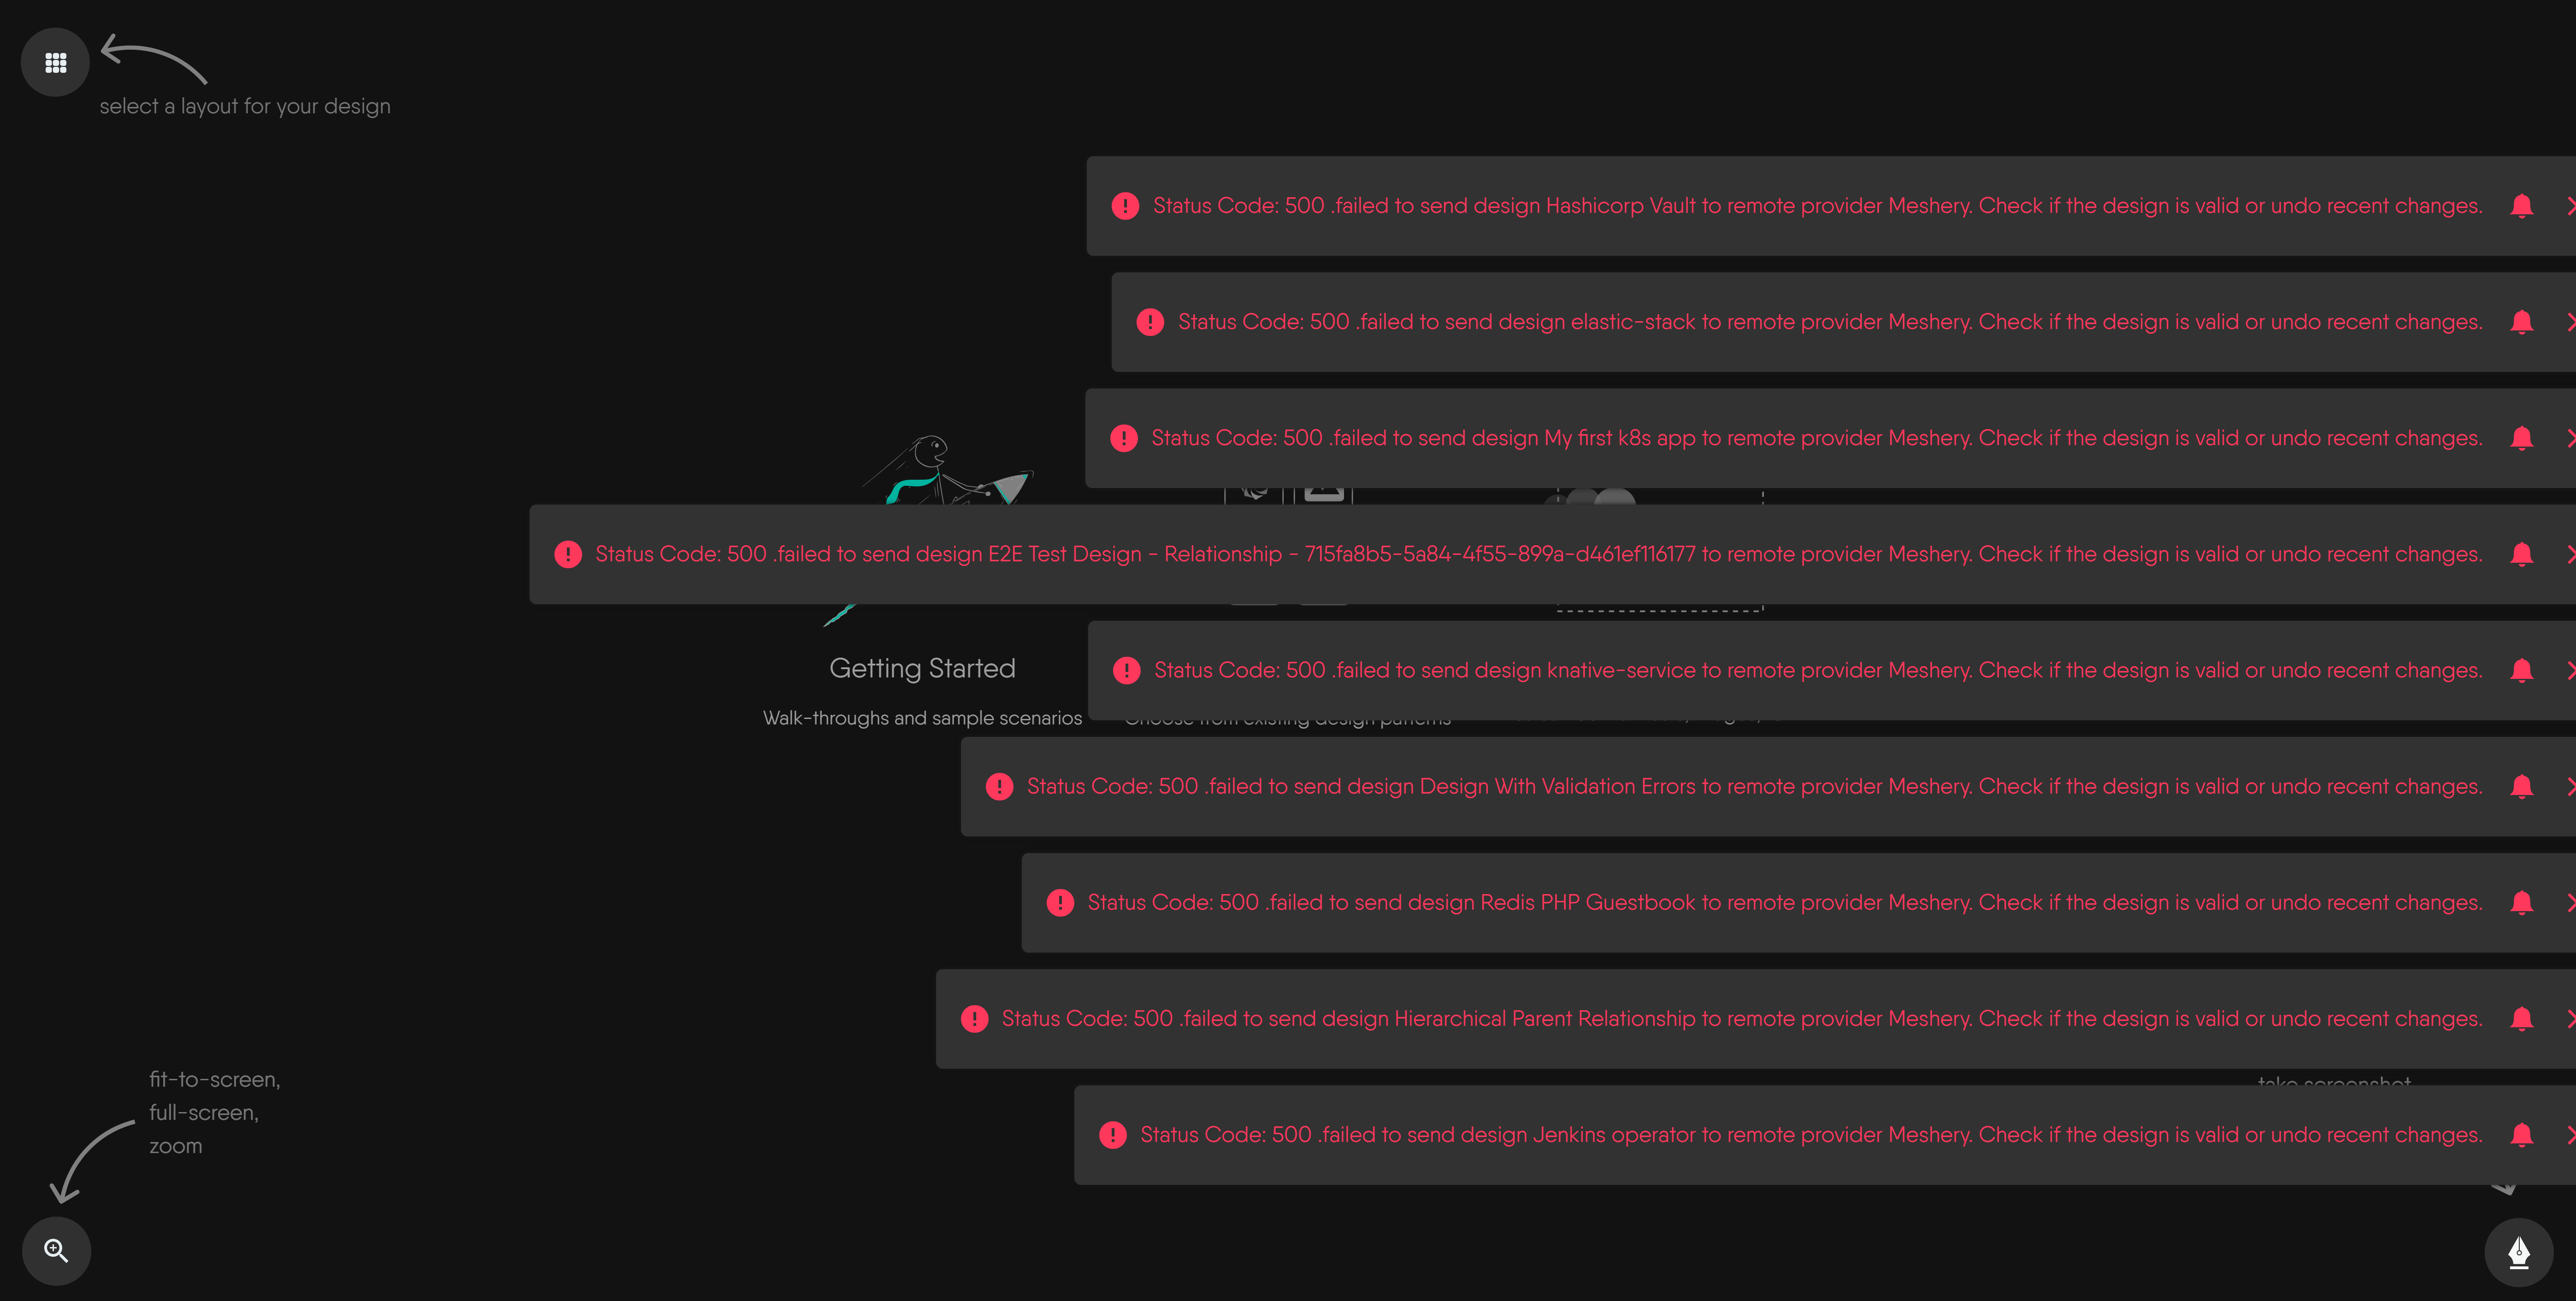 select a layout for your design
Status Code: 500 .failed to send design Hashicorp Vault to remote provider Meshery. Check if the design is valid or undo recent changes.
Status Code: 500 .failed to send design elastic-stack to remote provider Meshery. Check if the design is valid or undo recent changes.
Status Code: 500 .failed to send design My first k8s app to remote provider Meshery. Check if the design is valid or undo recent changes.
Status Code: 500 .failed to send design E2E Test Design - Relationship - 715fa8b5-5a84-4f55-899a-d461ef116177 to remote provider Meshery. Check if the design is valid or undo recent changes.
Status Code: 500 .failed to send design knative-service to remote provider Meshery. Check if the design is valid or undo recent changes.
Getting Started
Walk-throughs and sample scenarios
Choose from existing design patterns
Status Code: 500 .failed to send design Design With Validation Errors to remote provider Meshery. Check if the design is valid or undo recent changes.
Status Code: 500 .failed to send design Redis PHP Guestbook to remote provider Meshery. Check if the design is valid or undo recent changes.
Status Code: 500 .failed to send design Hierarchical Parent Relationship to remote provider Meshery. Check if the design is valid or undo recent changes.
fit-to-screen,
full-screen,
zoom
take screenshot
Status Code: 500 .failed to send design Jenkins operator to remote provider Meshery. Check if the design is valid or undo recent changes.